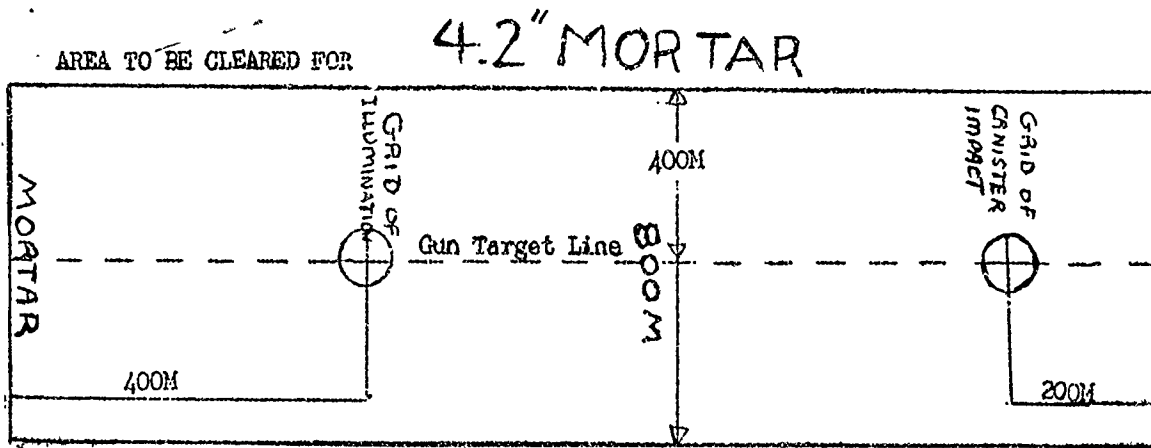 AREA TO BE CLEARED FOR 4.2" MORTAR
GRID OF
ILLUMINATION
GRID OF
CANISTER
IMPACT
400M
MORTAR
Gun Target Line
800M
400M
200M